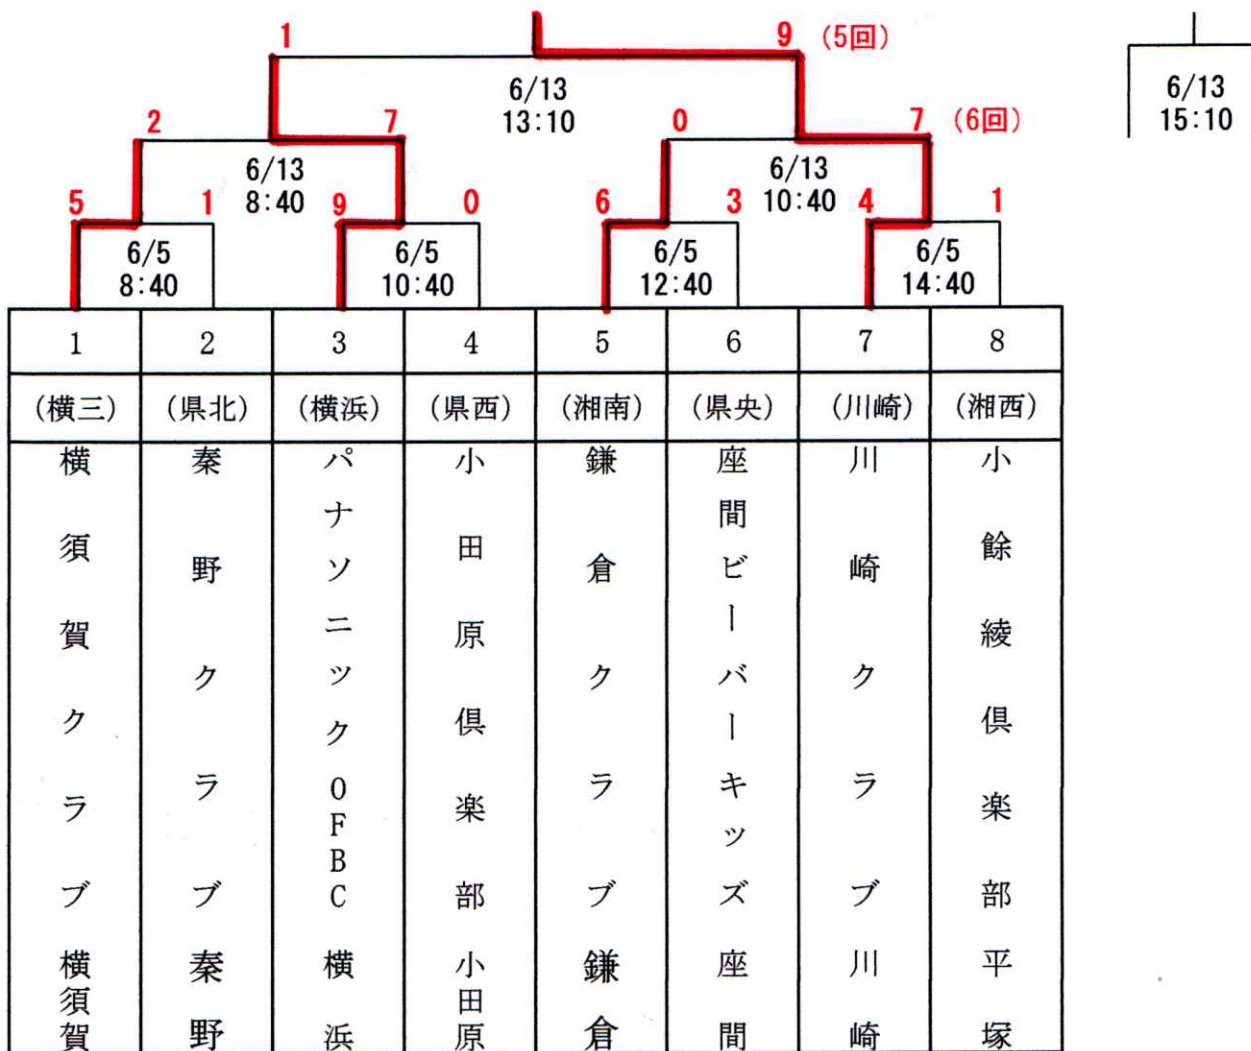 1 9 (5回)
6/13
13:10
6/13
15:10
2 7 0 7 (6回)
6/13
8:40
6/13
10:40
5 1 9 0 6 3 4 1
6/5
8:40
6/5
10:40
6/5
12:40
6/5
14:40
1 2 3 4 5 6 7 8
(横三) (県北) (横浜) (県西) (湘南) (県央) (川崎) (湘西)
横須賀クラブ
横須賀
秦野クラブ
秦野
パナソニックOFBC
横浜
小田原倶楽部
小田原
鎌倉クラブ
鎌倉
座間ビーバーキッズ
座間
川崎クラブ
川崎
小餘綾倶楽部
平塚